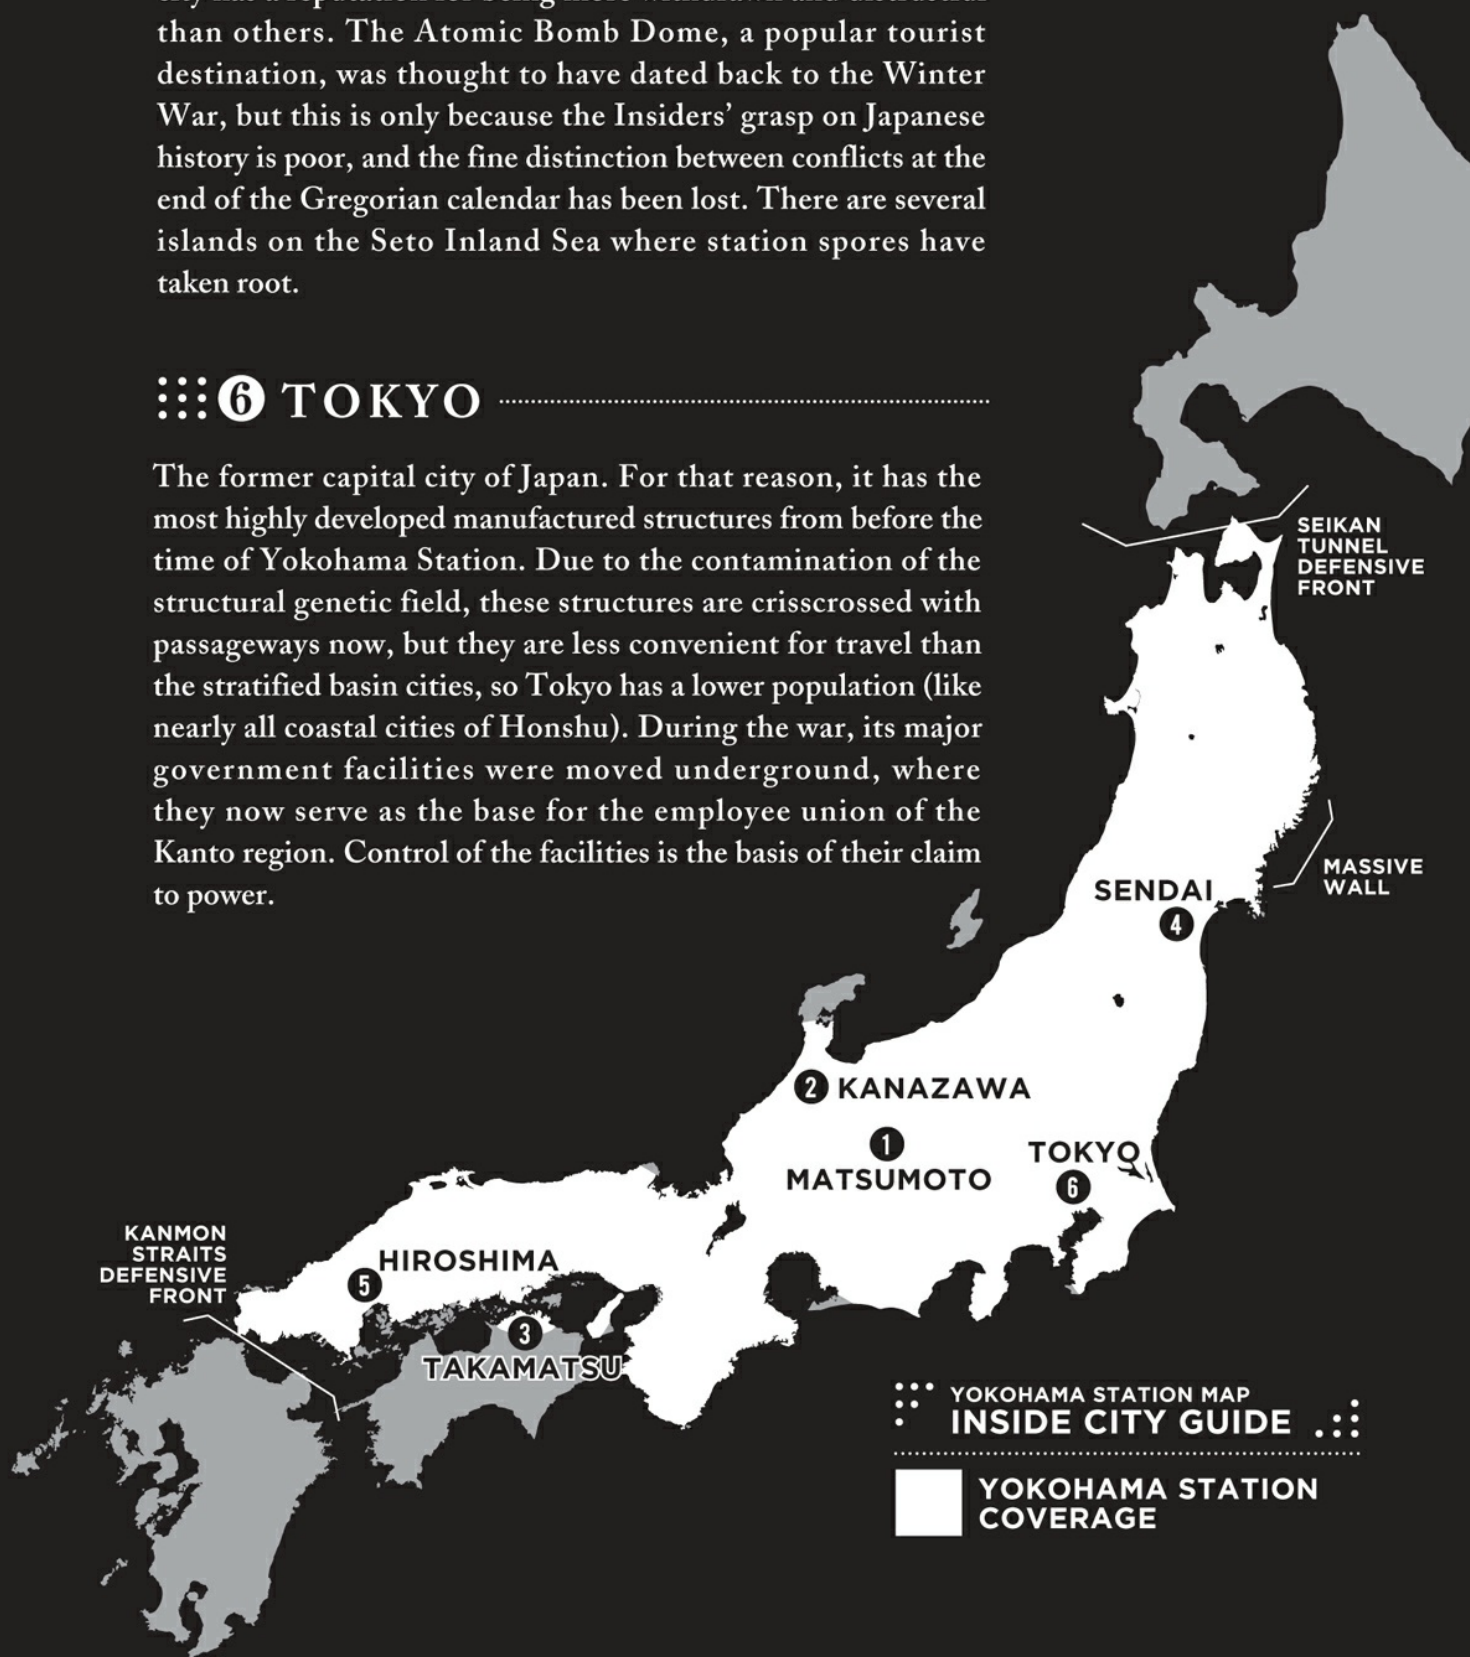 city has a reputation for being more withdrawn and distrustful
than others. The Atomic Bomb Dome, a popular tourist
destination, was thought to have dated back to the Winter
War, but this is only because the Insiders’ grasp on Japanese
history is poor, and the fine distinction between conflicts at the
end of the Gregorian calendar has been lost. There are several
islands on the Seto Inland Sea where station spores have
taken root.
6 TOKYO
The former capital city of Japan. For that reason, it has the
most highly developed manufactured structures from before the
time of Yokohama Station. Due to the contamination of the
structural genetic field, these structures are crisscrossed with
passageways now, but they are less convenient for travel than
the stratified basin cities, so Tokyo has a lower population (like
nearly all coastal cities of Honshu). During the war, its major
government facilities were moved underground, where
they now serve as the base for the employee union of the
Kanto region. Control of the facilities is the basis of their claim
to power.
SEIKAN
TUNNEL
DEFENSIVE
FRONT
MASSIVE
WALL
SENDAI
4
2 KANAZAWA
1
MATSUMOTO
TOKYO
6
KANMON
STRAITS
DEFENSIVE
FRONT
HIROSHIMA
5
3
TAKAMATSU
YOKOHAMA STATION MAP
INSIDE CITY GUIDE
YOKOHAMA STATION
COVERAGE